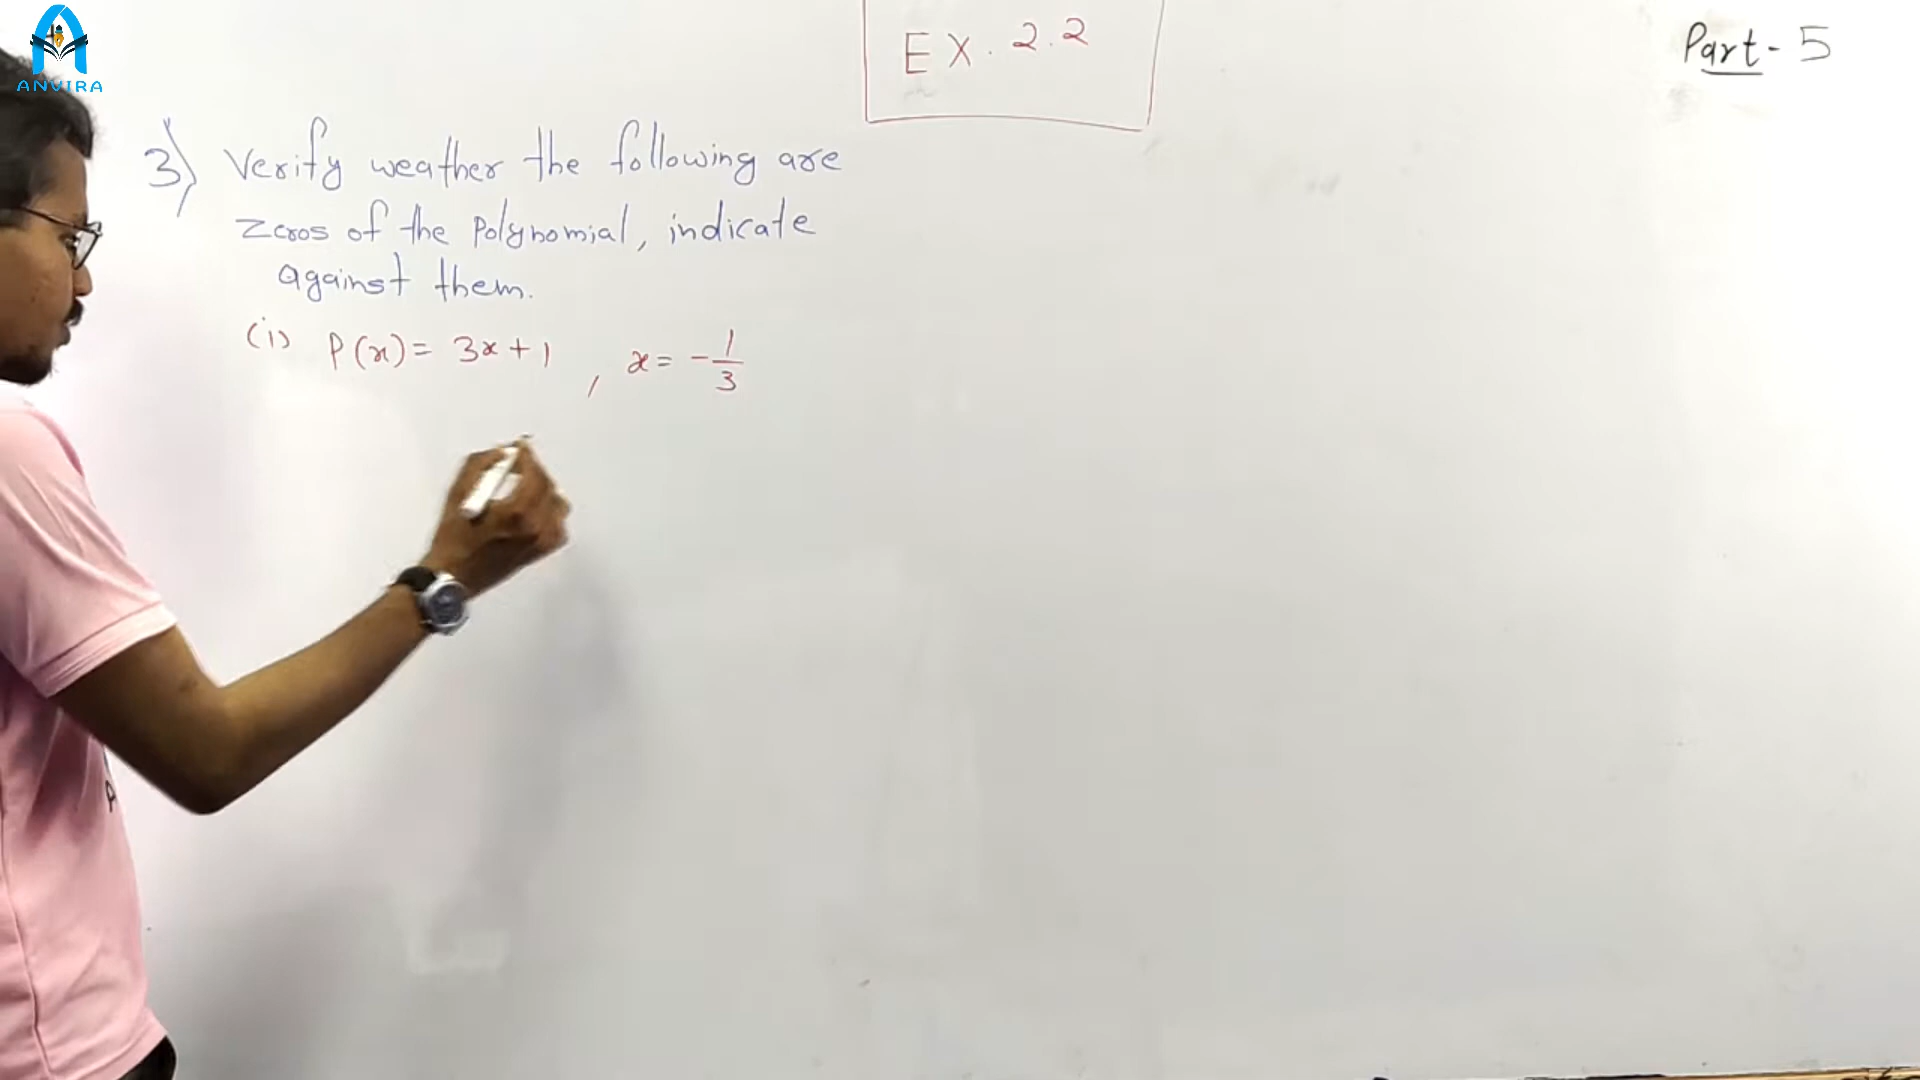 ANVIRA
EX. 2.2
Part - 5
3) Verify weather the following are
zeros of the polynomial, indicate
against them.
(i) P(x) = 3x + 1 , x = -1/3